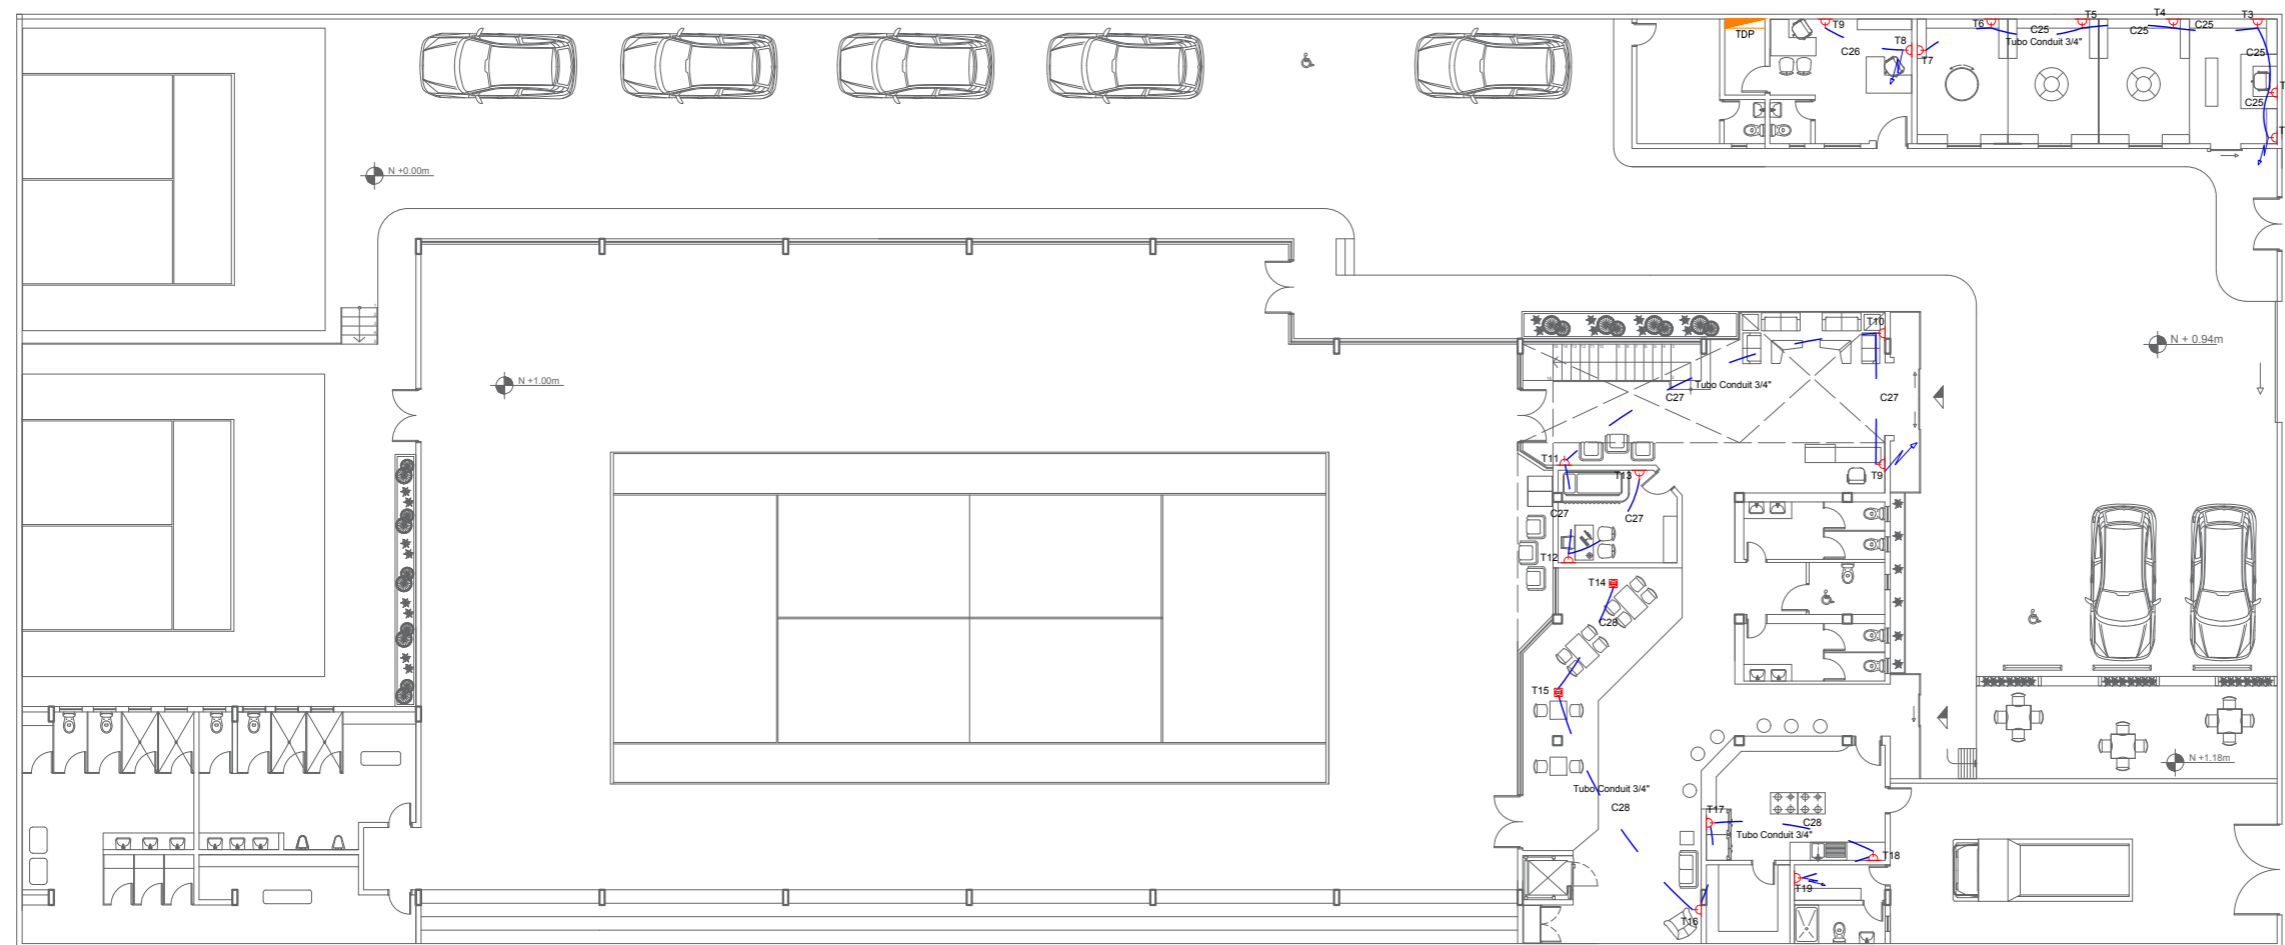 T9
T6
T5
T4
T3
TDP
C25
C25
C25
C26
T8
T7
Tubo Conduit 3/4"
C25
C25
T
T
N +0.00m
N +1.00m
T10
N + 0.94m
Tubo Conduit 3/4"
C27
C27
T11
T13
T9
C27
C27
T12
T14
C28
T15
N +1.18m
Tubo Conduit 3/4"
C28
T17
C28
Tubo Conduit 3/4"
T18
T19
T16